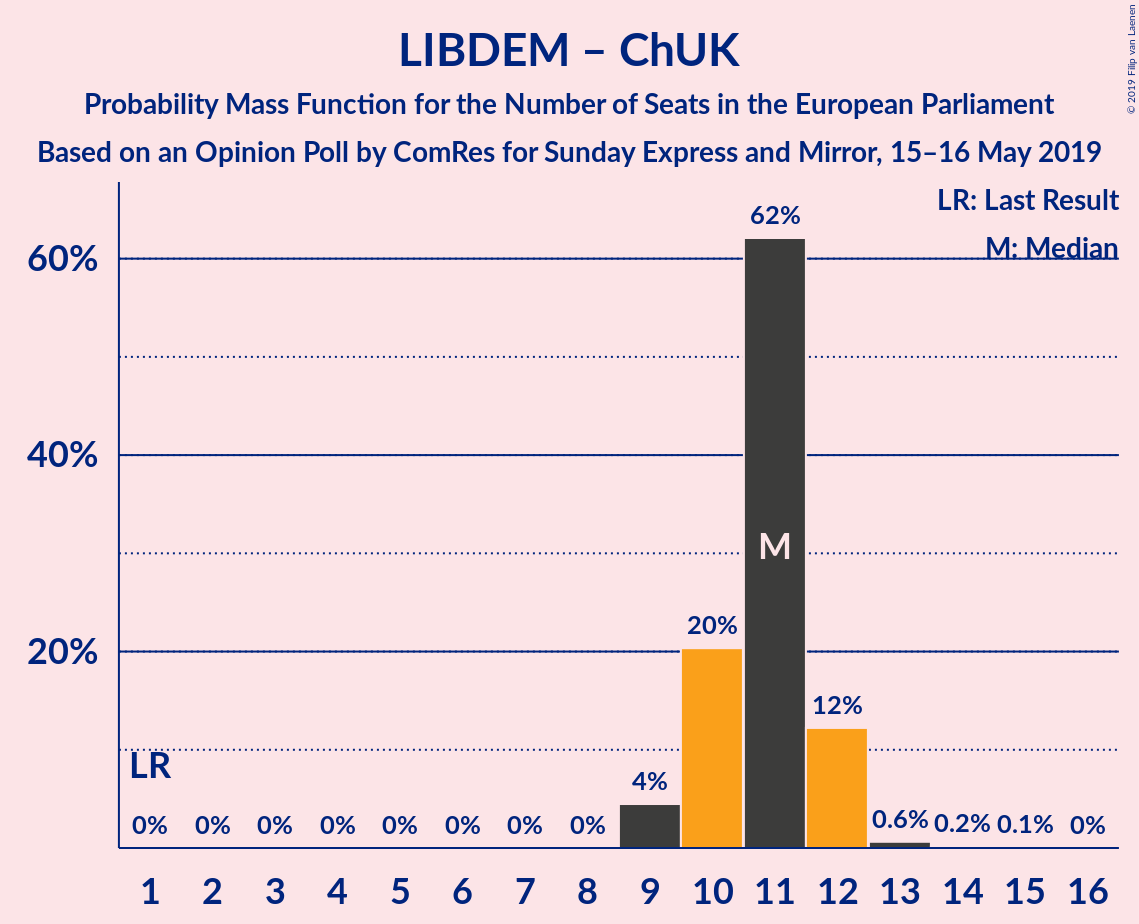 LIBDEM – ChUK
Probability Mass Function for the Number of Seats in the European Parliament
Based on an Opinion Poll by ComRes for Sunday Express and Mirror, 15–16 May 2019
© 2019 Filip van Laenen
LR: Last Result
M: Median
62%
60%
40%
M
20%
20%
12%
LR
4%
0% 0% 0% 0% 0% 0% 0% 0% 0.6% 0.2% 0.1% 0%
1 2 3 4 5 6 7 8 9 10 11 12 13 14 15 16